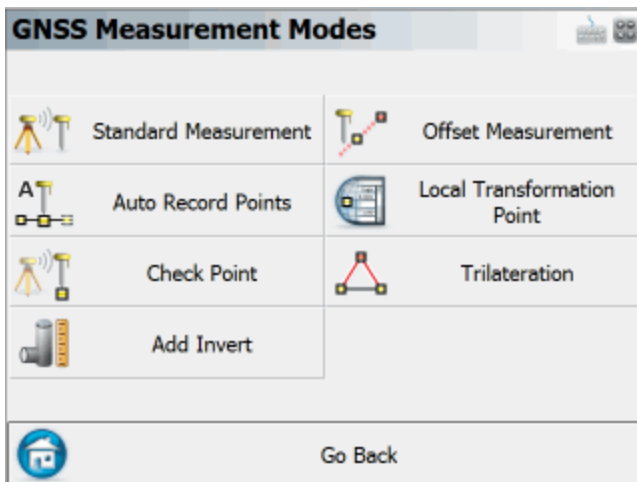 GNSS Measurement Modes
Standard Measurement
Offset Measurement
A
Auto Record Points
Local Transformation
Point
Check Point
Trilateration
Add Invert
Go Back